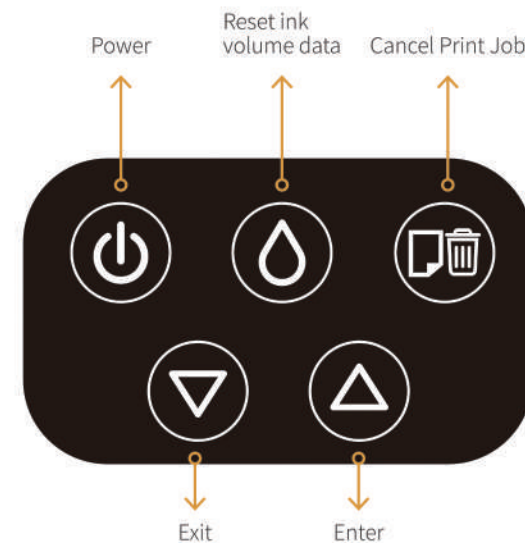 Reset ink
Power
volume data
Cancel Print Job
Exit
Enter